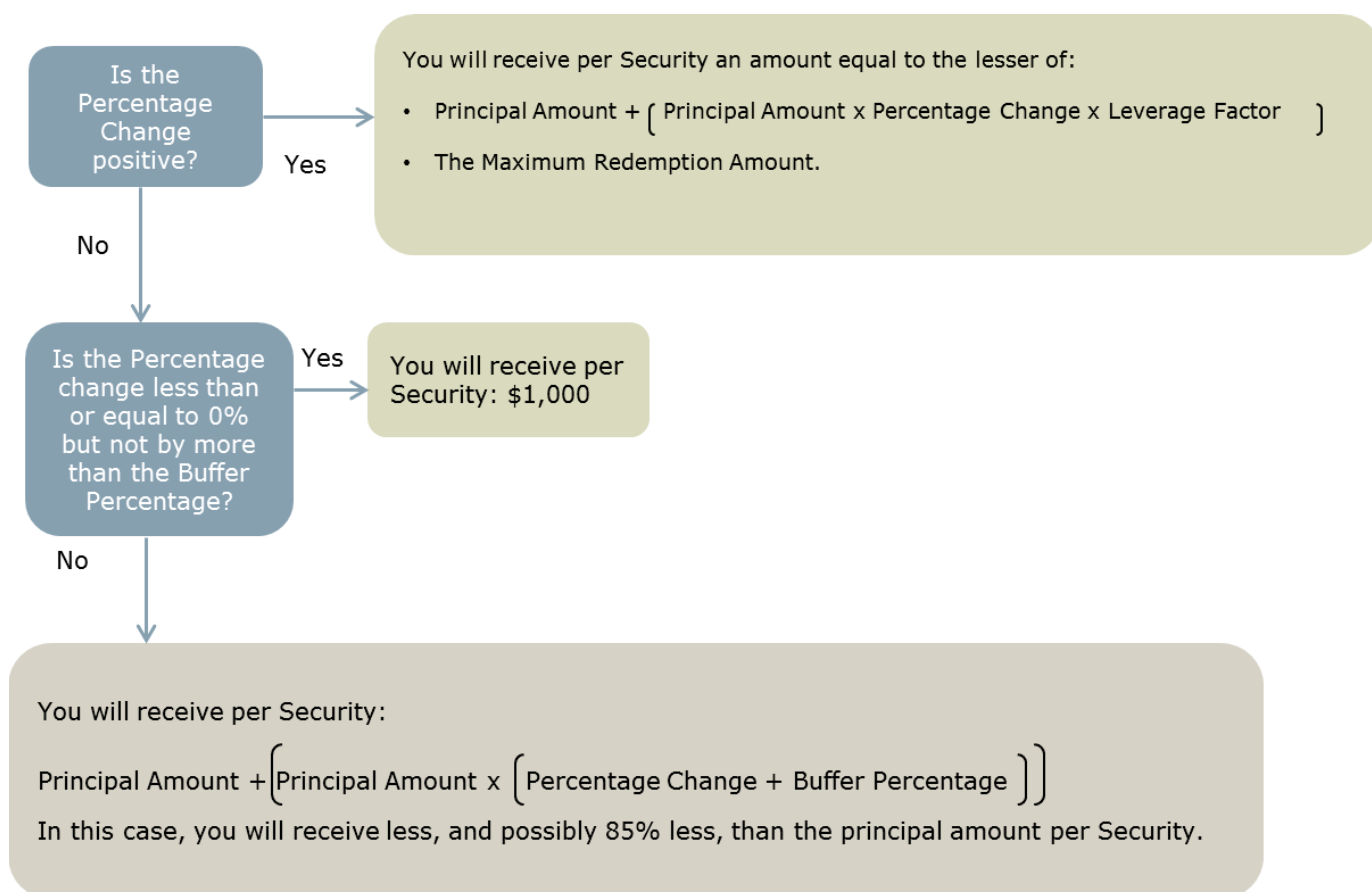 Is the
Percentage
Change
positive?
Yes
You will receive per Security an amount equal to the lesser of:
• Principal Amount + ( Principal Amount x Percentage Change x Leverage Factor )
• The Maximum Redemption Amount.
No
Is the Percentage
change less than
or equal to 0%
but not by more
than the Buffer
Percentage?
Yes
You will receive per
Security: $1,000
No
You will receive per Security:
Principal Amount + (Principal Amount x (Percentage Change + Buffer Percentage))
In this case, you will receive less, and possibly 85% less, than the principal amount per Security.